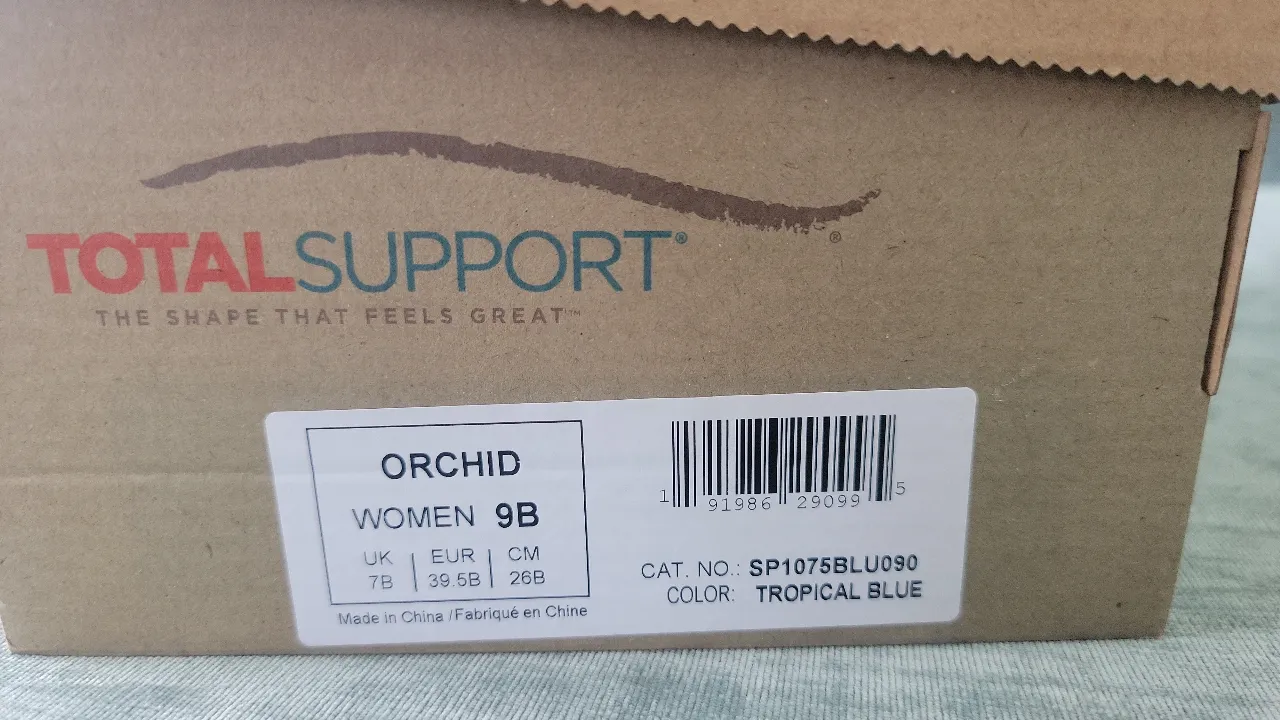 ®
TOTALSUPPORT®
THE SHAPE THAT FEELS GREAT™
ORCHID
WOMEN 9B
UK | EUR | CM
7B | 39.5B | 26B
Made in China /Fabriqué en Chine
1 91986 29099 5
CAT. NO.: SP1075BLU090
COLOR: TROPICAL BLUE